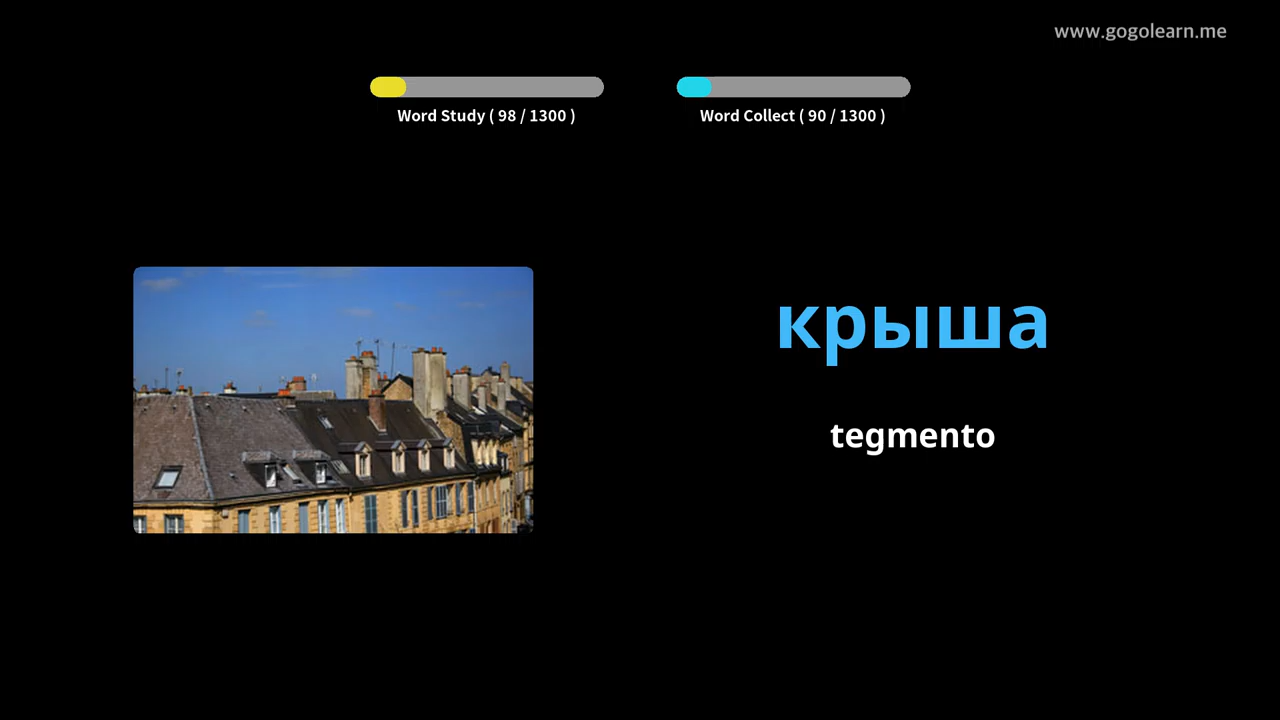 www.gogolearn.me
Word Study ( 98 / 1300 )
Word Collect ( 90 / 1300 )
крыша
tegmento